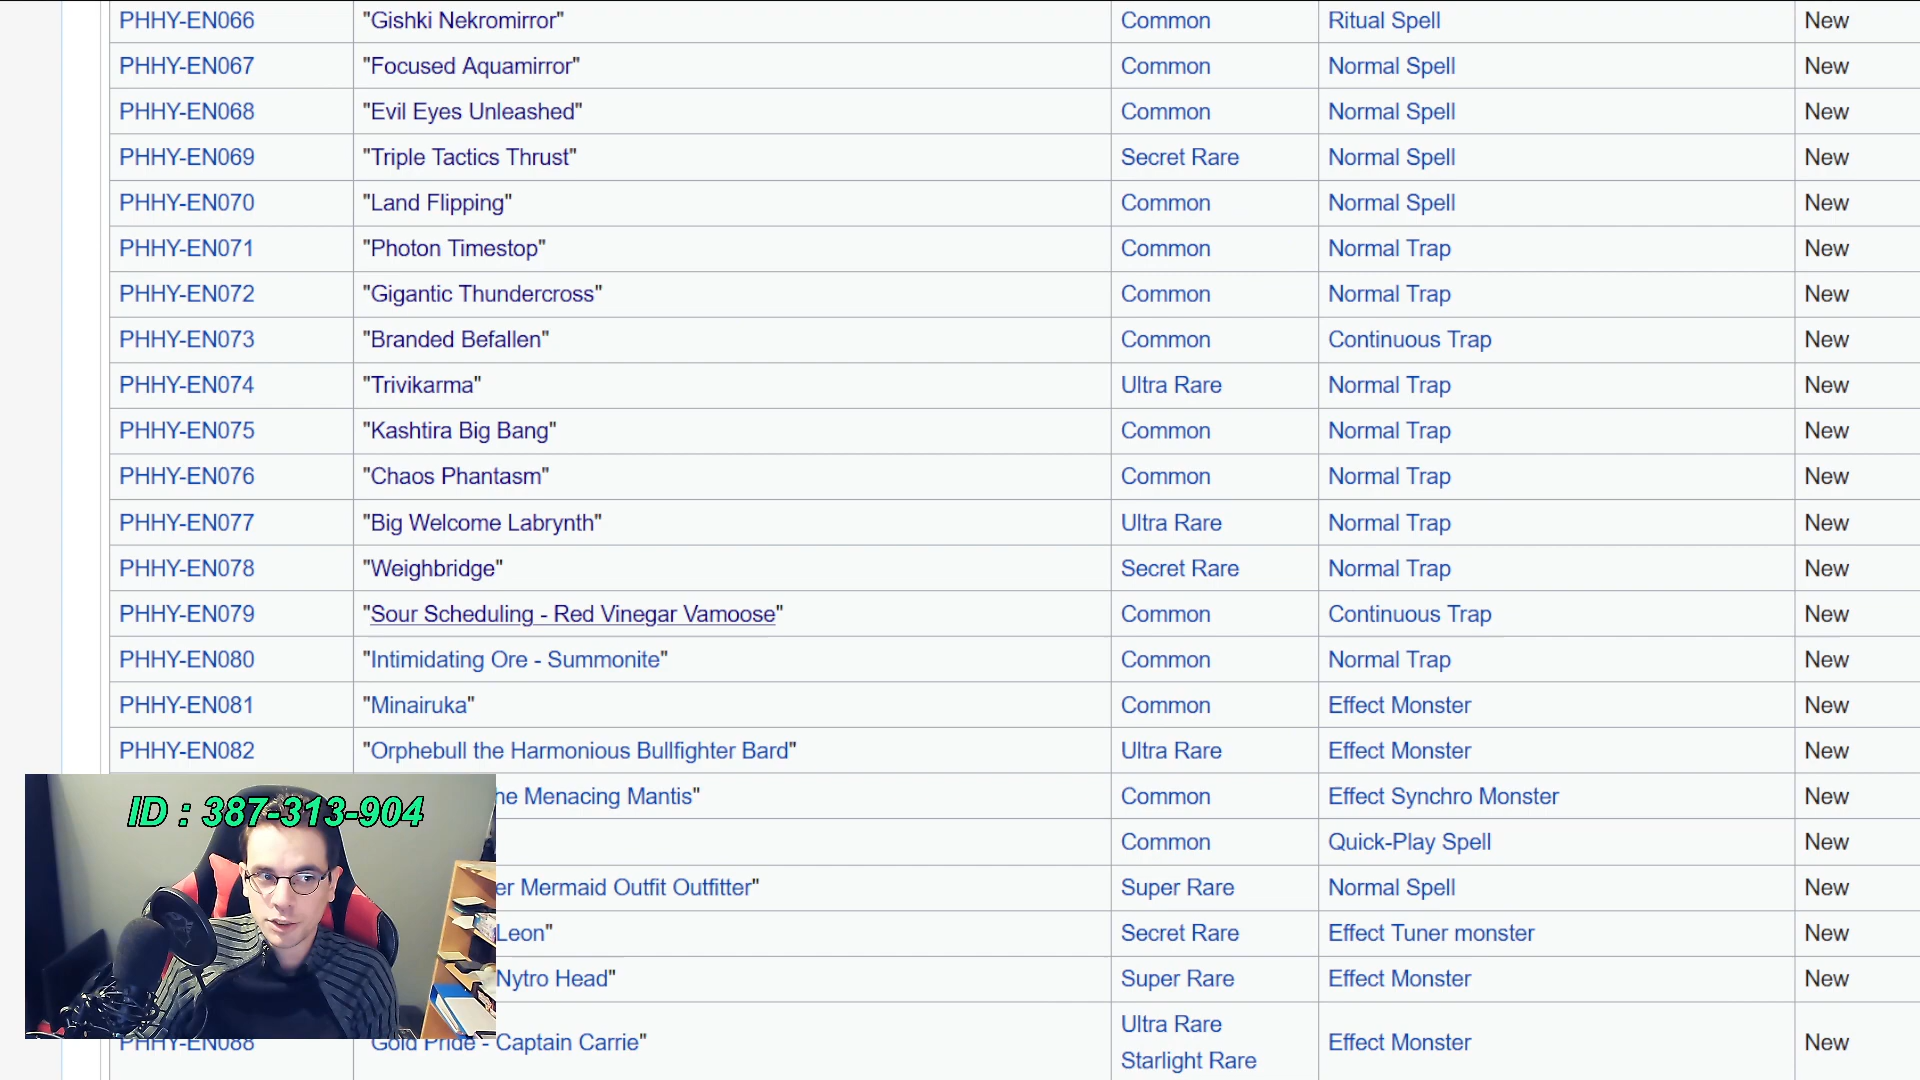 PHHY-EN066 "Gishki Nekromirror" Common Ritual Spell New
PHHY-EN067 "Focused Aquamirror" Common Normal Spell New
PHHY-EN068 "Evil Eyes Unleashed" Common Normal Spell New
PHHY-EN069 "Triple Tactics Thrust" Secret Rare Normal Spell New
PHHY-EN070 "Land Flipping" Common Normal Spell New
PHHY-EN071 "Photon Timestop" Common Normal Trap New
PHHY-EN072 "Gigantic Thundercross" Common Normal Trap New
PHHY-EN073 "Branded Befallen" Common Continuous Trap New
PHHY-EN074 "Trivikarma" Ultra Rare Normal Trap New
PHHY-EN075 "Kashtira Big Bang" Common Normal Trap New
PHHY-EN076 "Chaos Phantasm" Common Normal Trap New
PHHY-EN077 "Big Welcome Labrynth" Ultra Rare Normal Trap New
PHHY-EN078 "Weighbridge" Secret Rare Normal Trap New
PHHY-EN079 "Sour Scheduling - Red Vinegar Vamoose" Common Continuous Trap New
PHHY-EN080 "Intimidating Ore - Summonite" Common Normal Trap New
PHHY-EN081 "Minairuka" Common Effect Monster New
PHHY-EN082 "Orphebull the Harmonious Bullfighter Bard" Ultra Rare Effect Monster New
he Menacing Mantis" Common Effect Synchro Monster New
ID : 387-313-904
Common Quick-Play Spell New
er Mermaid Outfit Outfitter" Super Rare Normal Spell New
Leon" Secret Rare Effect Tuner monster New
Nytro Head" Super Rare Effect Monster New
PHHY-EN088 "Gold Pride - Captain Carrie" Ultra Rare Effect Monster New
Starlight Rare